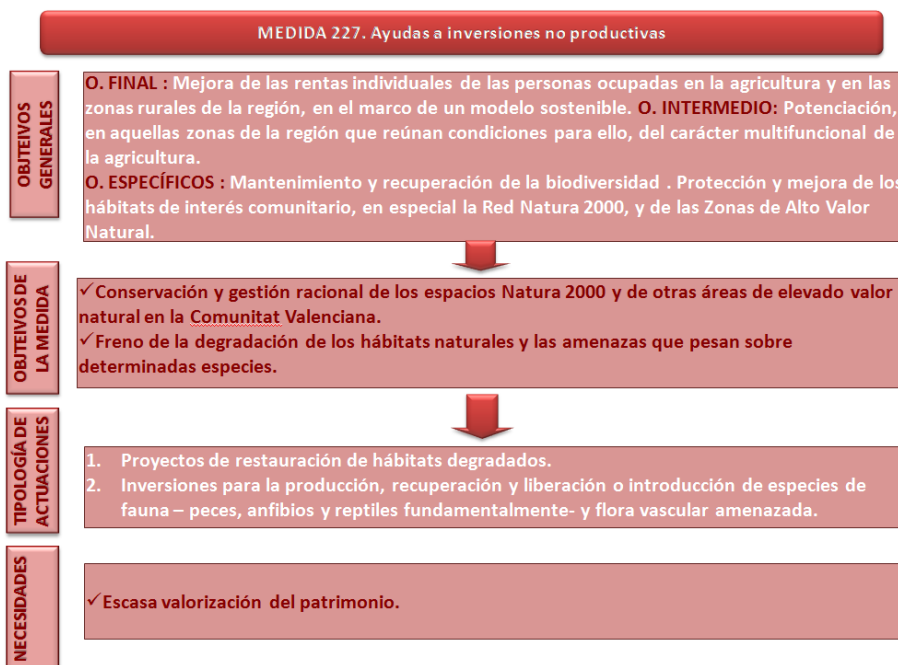 MEDIDA 227. Ayudas a inversiones no productivas
OBJTEIVOS
GENERALES
O. FINAL : Mejora de las rentas individuales de las personas ocupadas en la agricultura y en las
zonas rurales de la región, en el marco de un modelo sostenible. O. INTERMEDIO: Potenciación,
en aquellas zonas de la región que reúnan condiciones para ello, del carácter multifuncional de
la agricultura.
O. ESPECÍFICOS : Mantenimiento y recuperación de la biodiversidad . Protección y mejora de los
hábitats de interés comunitario, en especial la Red Natura 2000, y de las Zonas de Alto Valor
Natural.
OBJTEIVOS DE
LA MEDIDA
✓Conservación y gestión racional de los espacios Natura 2000 y de otras áreas de elevado valor
natural en la Comunitat Valenciana.
✓Freno de la degradación de los hábitats naturales y las amenazas que pesan sobre
determinadas especies.
TIPOLOGÍA DE
ACTUACIONES
1. Proyectos de restauración de hábitats degradados.
2. Inversiones para la producción, recuperación y liberación o introducción de especies de
fauna – peces, anfibios y reptiles fundamentalmente- y flora vascular amenazada.
NECESIDADES
✓Escasa valorización del patrimonio.